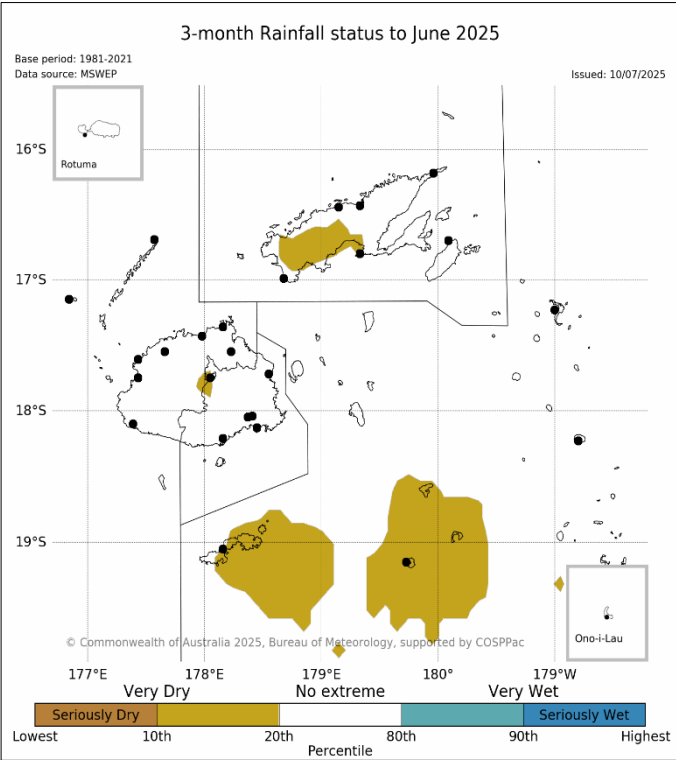 3-month Rainfall status to June 2025
Base period: 1981-2021
Data source: MSWEP
Issued: 10/07/2025
16°S
Rotuma
17°S
18°S
19°S
Ono-i-Lau
© Commonwealth of Australia 2025, Bureau of Meteorology, supported by COSPPac
177°E 178°E 179°E 180° 179°W
Very Dry No extreme Very Wet
Seriously Dry Seriously Wet
Lowest 10th 20th 80th 90th Highest
Percentile